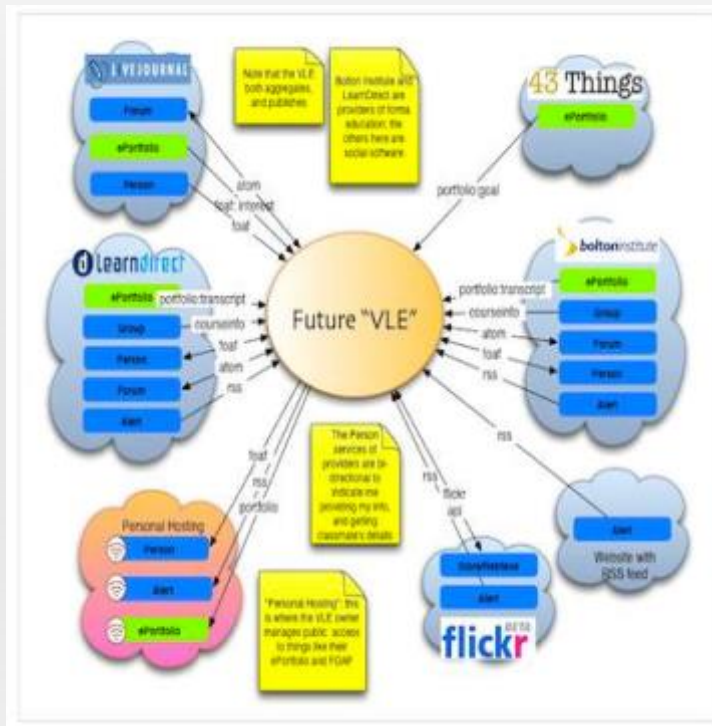 LIVEJOURNAL
Forum
ePortfolio
Person
Note that the VLE
both aggregates,
and publishes
Bolton Institute and
LearnDirect are
providers of formal
education; the
others here are
social software.
43 Things
ePortfolio
portfolio goal
atom
foaf: interest
foaf
learndirect
ePortfolio
Group
Person
Forum
Alert
portfolio:transcript
courseinfo
foaf
atom
rss
Future "VLE"
boltoninstitute
ePortfolio
Group
Forum
Person
Alert
portfolio:transcript
courseinfo
atom
foaf
rss
foaf
rss
portfolio
Personal Hosting
Person
Alert
ePortfolio
The Person
services of
providers are bi-
directional to
indicate me
providing my info,
and getting
classmate's details
"Personal Hosting": this
is where the VLE owner
manages public access
to things like their
ePortfolio and FOAF
rss
flickr
api
Store/Retrieve
Alert
flickr
BETA
rss
Alert
Website with
RSS feed